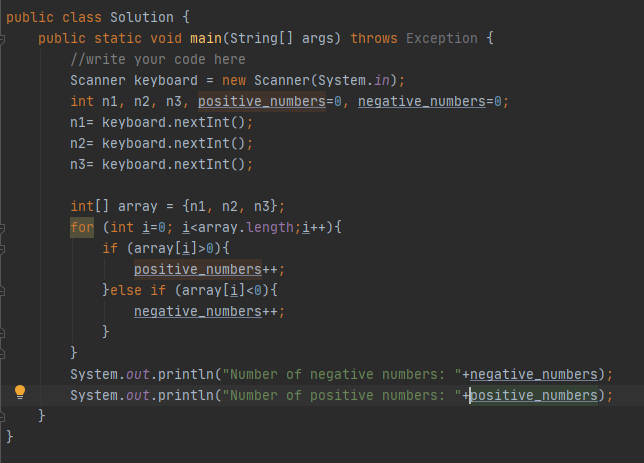 public class Solution {
    public static void main(String[] args) throws Exception {
        //write your code here
        Scanner keyboard = new Scanner(System.in);
        int n1, n2, n3, positive_numbers=0, negative_numbers=0;
        n1= keyboard.nextInt();
        n2= keyboard.nextInt();
        n3= keyboard.nextInt();

        int[] array = {n1, n2, n3};
        for (int i=0; i<array.length;i++){
            if (array[i]>0){
                positive_numbers++;
            }else if (array[i]<0){
                negative_numbers++;
            }
        }
        System.out.println("Number of negative numbers: "+negative_numbers);
        System.out.println("Number of positive numbers: "+positive_numbers);
    }
}